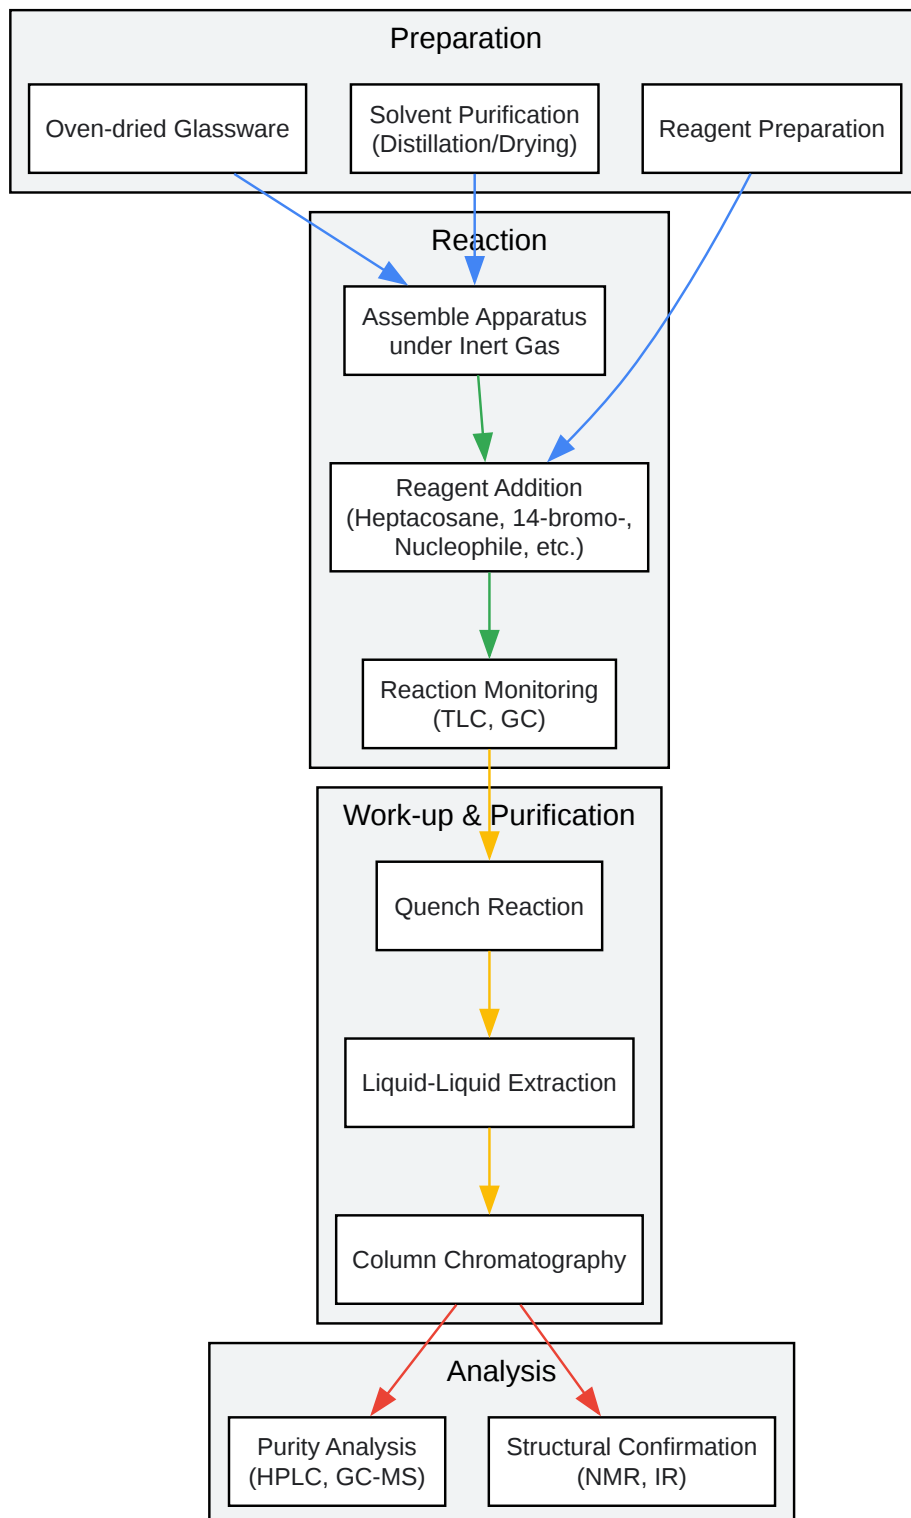 Preparation
Oven-dried Glassware
Solvent Purification
(Distillation/Drying)
Reagent Preparation
Reaction
Assemble Apparatus
under Inert Gas
Reagent Addition
(Heptacosane, 14-bromo-,
Nucleophile, etc.)
Reaction Monitoring
(TLC, GC)
Work-up & Purification
Quench Reaction
Liquid-Liquid Extraction
Column Chromatography
Analysis
Purity Analysis
(HPLC, GC-MS)
Structural Confirmation
(NMR, IR)